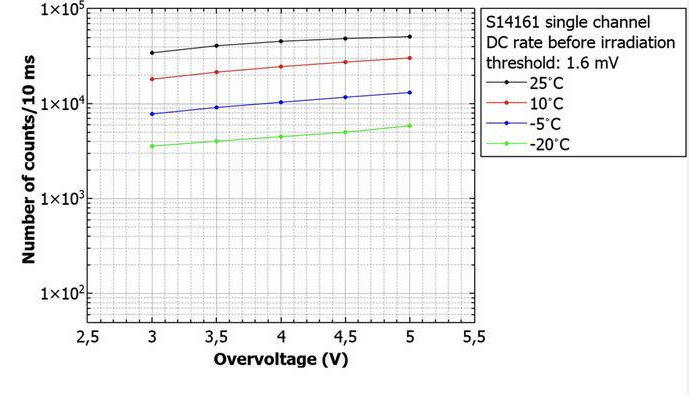 1×10⁵
1×10⁴
1×10³
1×10²
Number of counts/10 ms
2,5 3 3,5 4 4,5 5 5,5
Overvoltage (V)
S14161 single channel
DC rate before irradiation
threshold: 1.6 mV
25°C
10°C
-5°C
-20°C